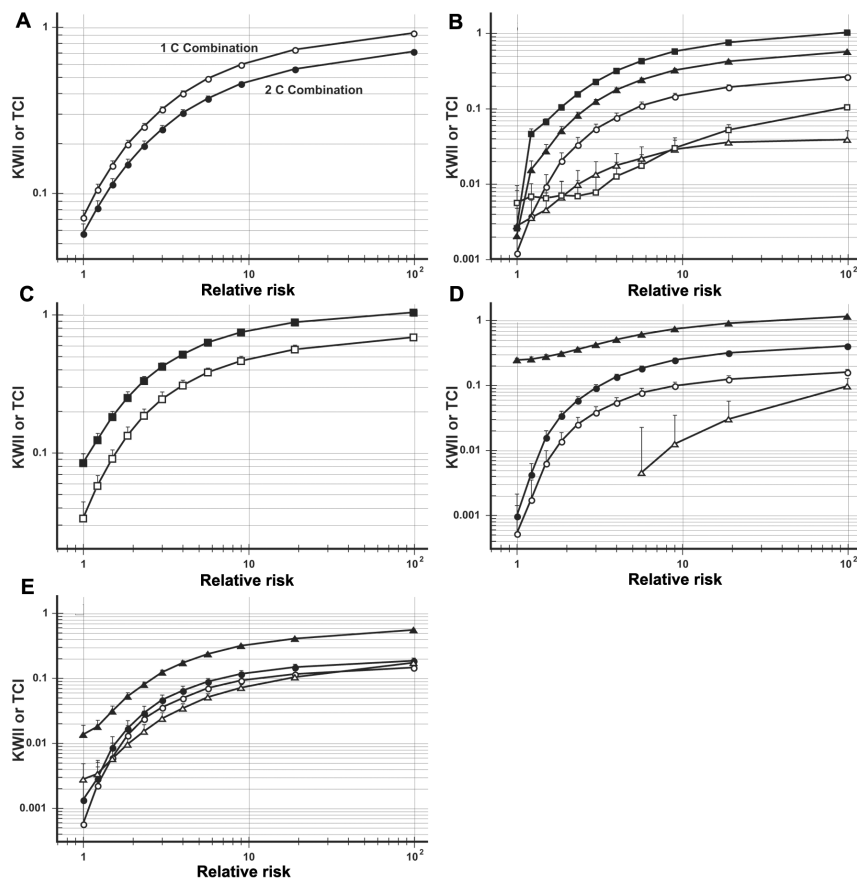 A
KWII or TCI
1
0.1
1 C Combination
2 C Combination
1
10
10²
Relative risk
B
KWII or TCI
1
0.1
0.01
0.001
1
10
10²
Relative risk
C
KWII or TCI
1
0.1
1
10
10²
Relative risk
D
KWII or TCI
1
0.1
0.01
0.001
1
10
10²
Relative risk
E
KWII or TCI
1
0.1
0.01
0.001
1
10
10²
Relative risk